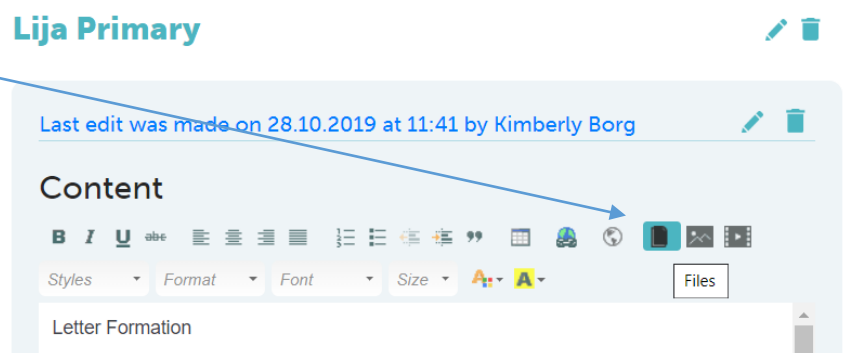 Lija Primary
Last edit was made on 28.10.2019 at 11:41 by Kimberly Borg
Content
B I U abc
Styles Format Font Size A A
Files
Letter Formation